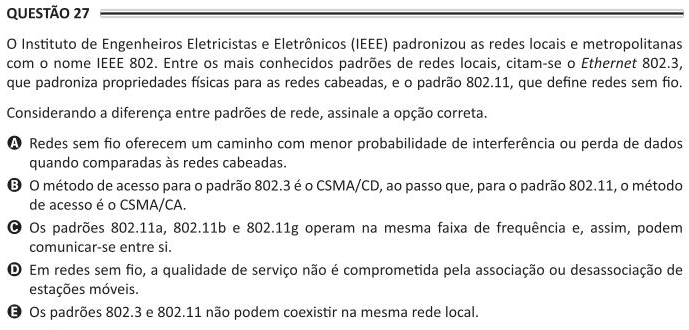 QUESTÃO 27
O Instituto de Engenheiros Eletricistas e Eletrônicos (IEEE) padronizou as redes locais e metropolitanas
com o nome IEEE 802. Entre os mais conhecidos padrões de redes locais, citam-se o Ethernet 802.3,
que padroniza propriedades físicas para as redes cabeadas, e o padrão 802.11, que define redes sem fio.
Considerando a diferença entre padrões de rede, assinale a opção correta.
A Redes sem fio oferecem um caminho com menor probabilidade de interferência ou perda de dados
quando comparadas às redes cabeadas.
B O método de acesso para o padrão 802.3 é o CSMA/CD, ao passo que, para o padrão 802.11, o método
de acesso é o CSMA/CA.
C Os padrões 802.11a, 802.11b e 802.11g operam na mesma faixa de frequência e, assim, podem
comunicar-se entre si.
D Em redes sem fio, a qualidade de serviço não é comprometida pela associação ou desassociação de
estações móveis.
E Os padrões 802.3 e 802.11 não podem coexistir na mesma rede local.